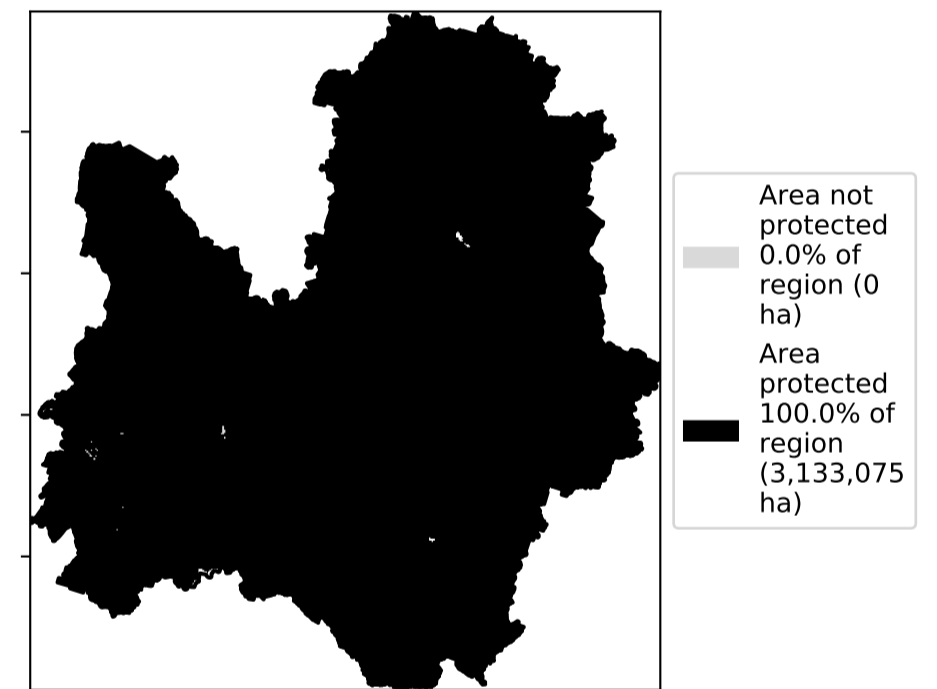 Area not
protected
0.0% of
region (0
ha)
Area
protected
100.0% of
region
(3,133,075
ha)